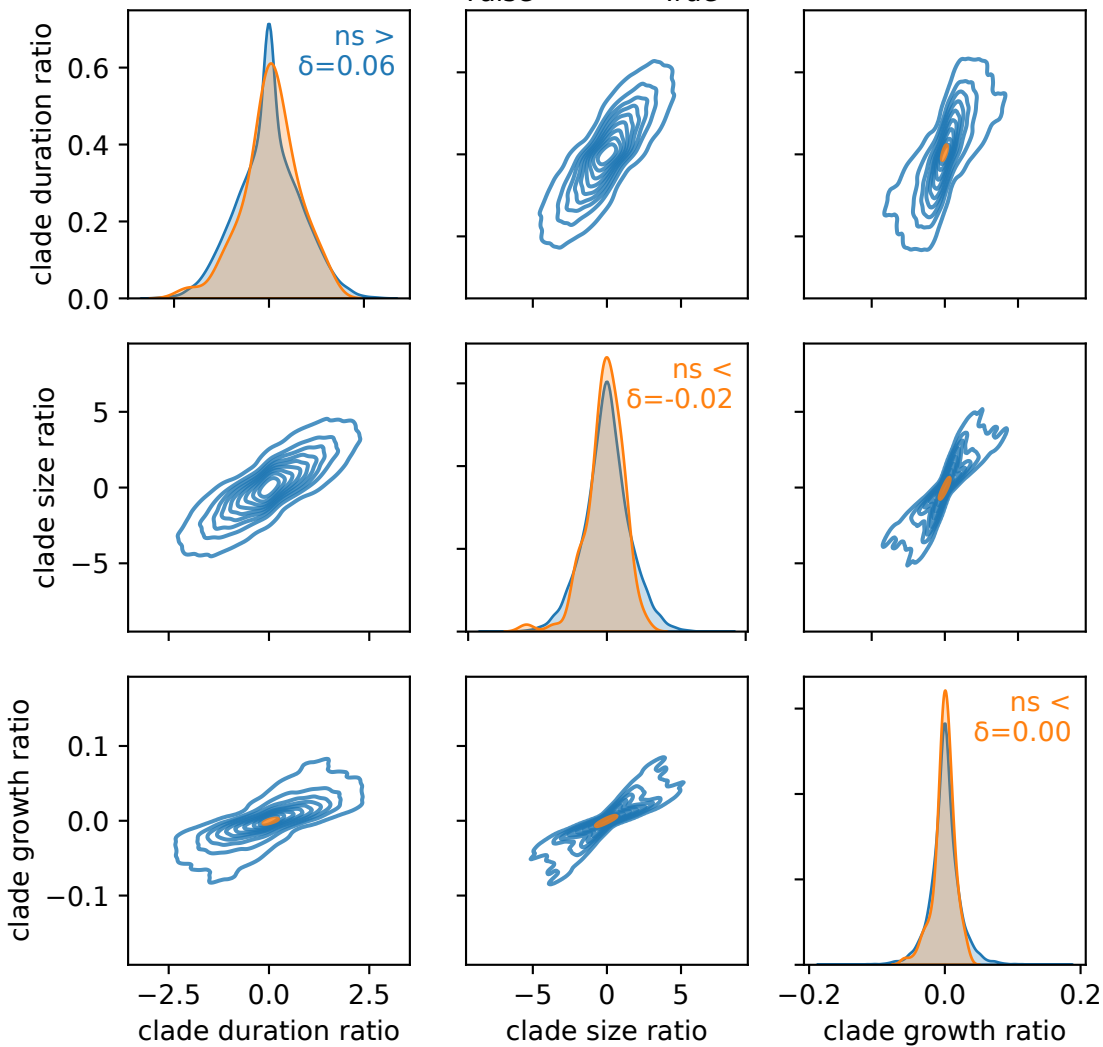 clade duration ratio
0.6
0.4
0.2
0.0
ns >
δ=0.06
−5
0
5
clade size ratio
5
0
−5
ns <
δ=-0.02
clade growth ratio
0.1
0.0
−0.1
ns <
δ=0.00
−2.5
0.0
2.5
−5
0
5
−0.2
0.0
0.2
clade duration ratio
clade size ratio
clade growth ratio